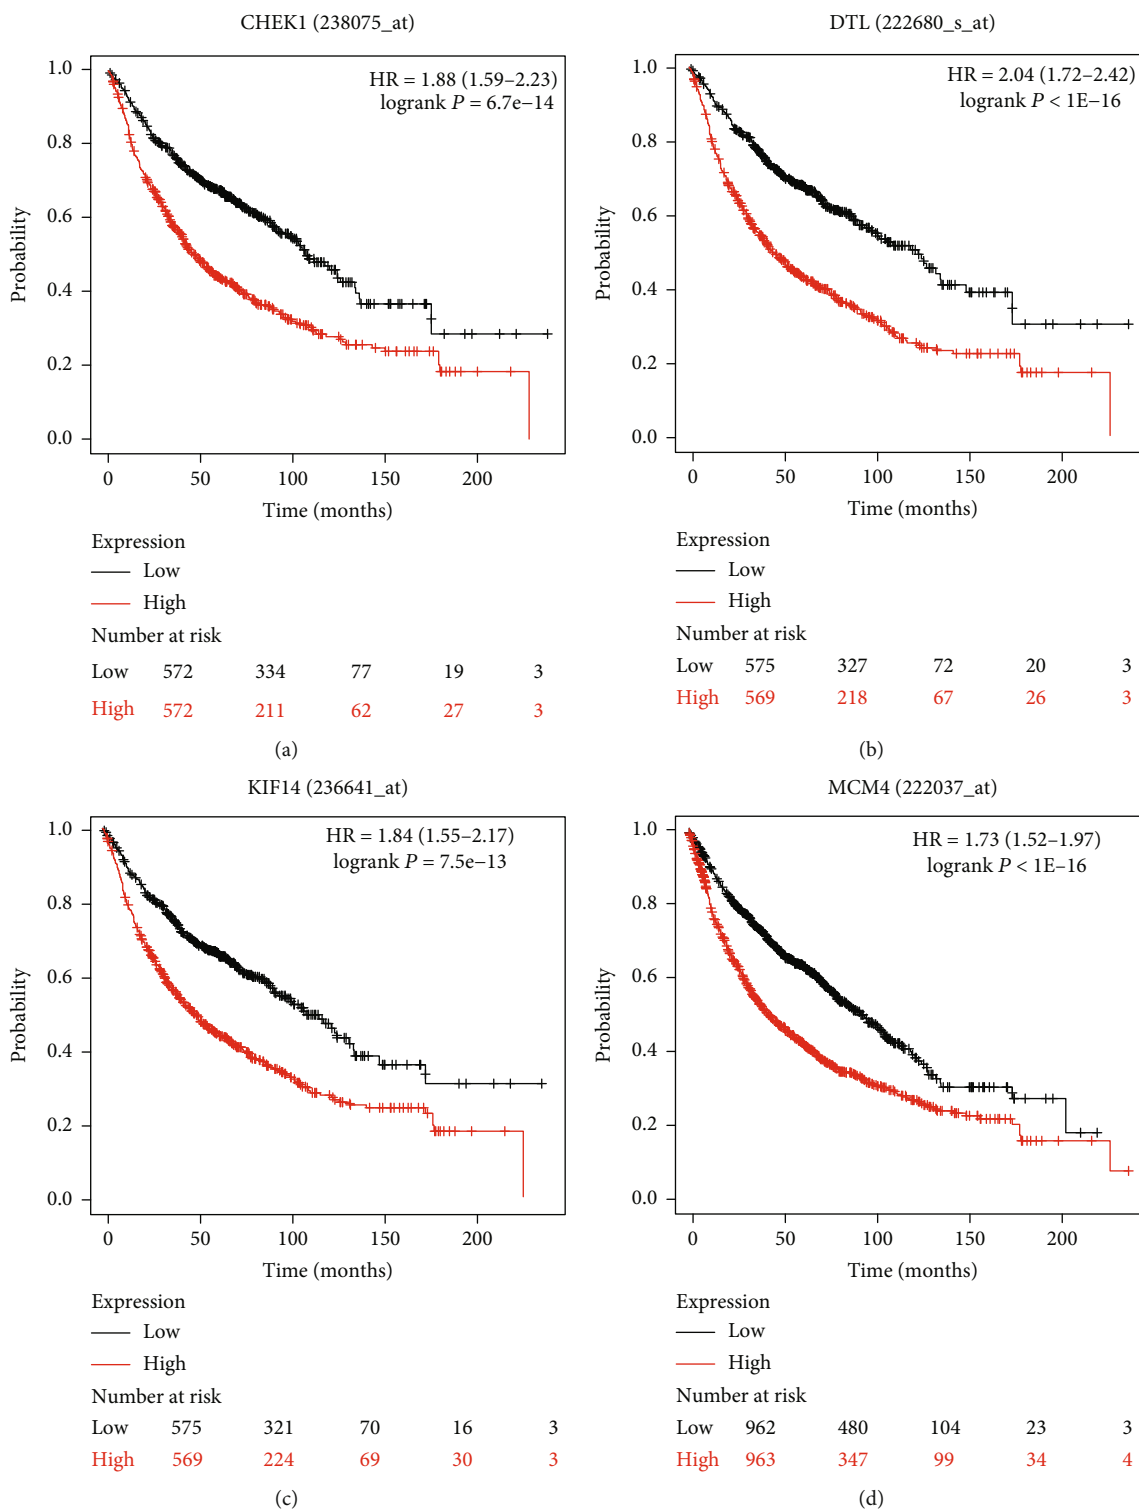 CHEK1 (238075_at)
HR = 1.88 (1.59–2.23)
logrank P = 6.7e−14
Probability
1.0
0.8
0.6
0.4
0.2
0.0
0 50 100 150 200
Time (months)
Expression
Low
High
Number at risk
Low 572 334 77 19 3
High 572 211 62 27 3
(a)
DTL (222680_s_at)
HR = 2.04 (1.72–2.42)
logrank P < 1E−16
Probability
1.0
0.8
0.6
0.4
0.2
0.0
0 50 100 150 200
Time (months)
Expression
Low
High
Number at risk
Low 575 327 72 20 3
High 569 218 67 26 3
(b)
KIF14 (236641_at)
HR = 1.84 (1.55–2.17)
logrank P = 7.5e−13
Probability
1.0
0.8
0.6
0.4
0.2
0.0
0 50 100 150 200
Time (months)
Expression
Low
High
Number at risk
Low 575 321 70 16 3
High 569 224 69 30 3
(c)
MCM4 (222037_at)
HR = 1.73 (1.52–1.97)
logrank P < 1E−16
Probability
1.0
0.8
0.6
0.4
0.2
0.0
0 50 100 150 200
Time (months)
Expression
Low
High
Number at risk
Low 962 480 104 23 3
High 963 347 99 34 4
(d)